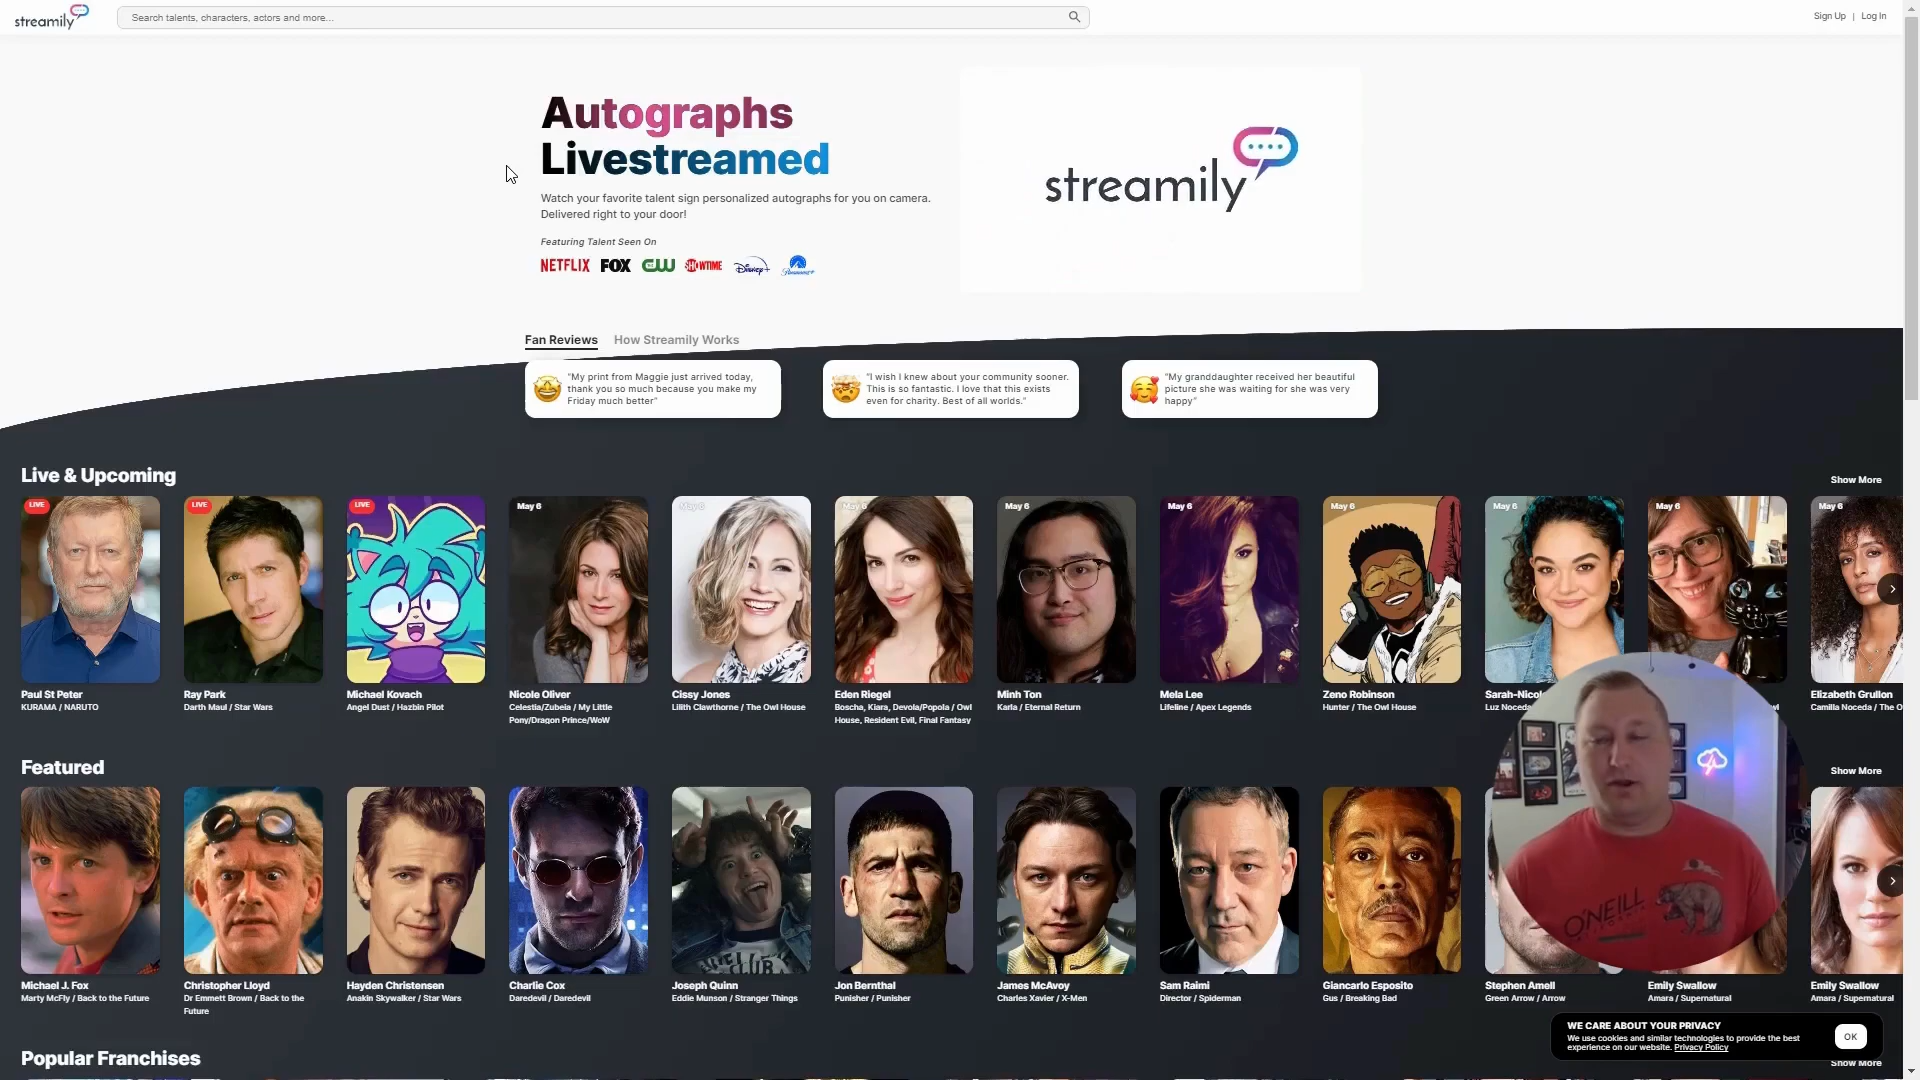 streamily
Search talents, characters, actors and more...
Sign Up | Log In
Autographs
Livestreamed
Watch your favorite talent sign personalized autographs for you on camera.
Delivered right to your door!
Featuring Talent Seen On
NETFLIX FOX CW SHOWTIME Disney+ Paramount+
streamily
Fan Reviews How Streamily Works
"My print from Maggie just arrived today,
thank you so much because you make my
Friday much better"
"I wish I knew about your community sooner.
This is so fantastic. I love that this exists
even for charity. Best of all worlds."
"My granddaughter received her beautiful
picture she was waiting for she was very
happy"
Live & Upcoming
Show More
LIVE
LIVE
LIVE
May 6
May 6
May 6
May 6
May 6
May 6
May 6
May 6
May 6
Paul St Peter
KURAMA / NARUTO
Ray Park
Darth Maul / Star Wars
Michael Kovach
Angel Dust / Hazbin Pilot
Nicole Oliver
Celestia/Zubeia / My Little
Pony/Dragon Prince/WoW
Cissy Jones
Lilith Clawthorne / The Owl House
Eden Riegel
Boscha, Kiara, Devola/Popola / Owl
House, Resident Evil, Final Fantasy
Minh Ton
Karla / Eternal Return
Mela Lee
Lifeline / Apex Legends
Zeno Robinson
Hunter / The Owl House
Sarah-Nicol
Luz Noceda
Elizabeth Grullon
Camilla Noceda / The O
Featured
Show More
Michael J. Fox
Marty McFly / Back to the Future
Christopher Lloyd
Dr Emmett Brown / Back to the
Future
Hayden Christensen
Anakin Skywalker / Star Wars
Charlie Cox
Daredevil / Daredevil
Joseph Quinn
Eddie Munson / Stranger Things
Jon Bernthal
Punisher / Punisher
James McAvoy
Charles Xavier / X-Men
Sam Raimi
Director / Spiderman
Giancarlo Esposito
Gus / Breaking Bad
O'NEILL
Stephen Amell
Green Arrow / Arrow
Emily Swallow
Amara / Supernatural
Emily Swallow
Amara / Supernatural
WE CARE ABOUT YOUR PRIVACY
We use cookies and similar technologies to provide the best
experience on our website. Privacy Policy
OK
Popular Franchises
Show More